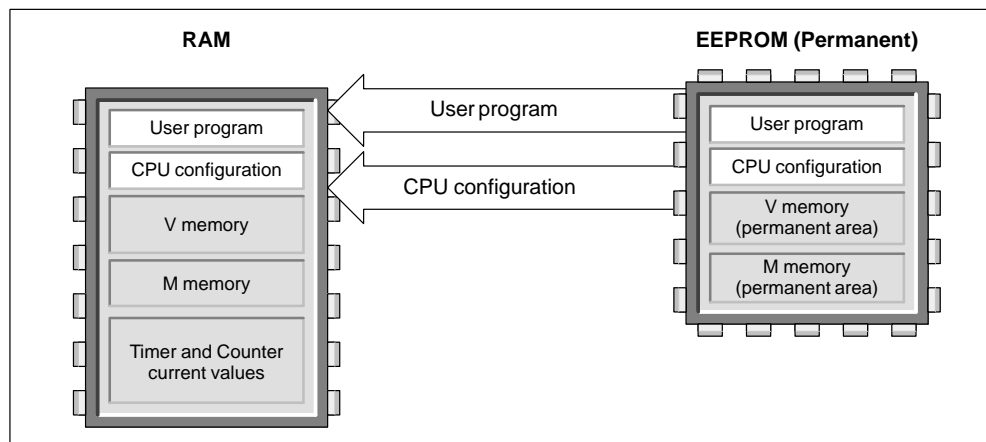 RAM
EEPROM (Permanent)
User program
CPU configuration
V memory
M memory
Timer and Counter
current values
User program
CPU configuration
User program
CPU configuration
V memory
(permanent area)
M memory
(permanent area)